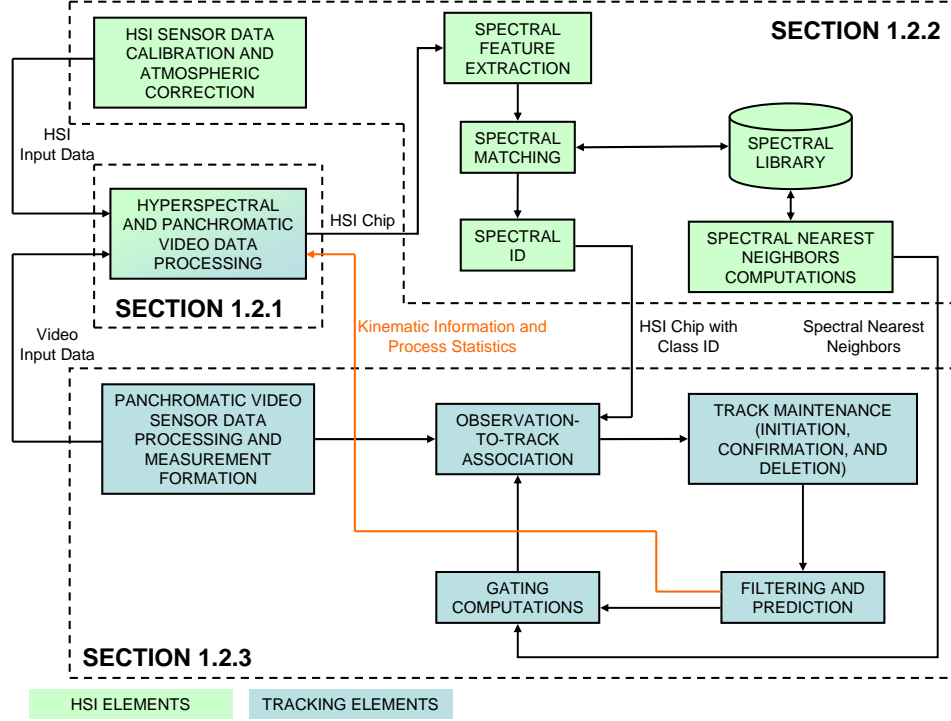 HSI SENSOR DATA
CALIBRATION AND
ATMOSPHERIC
CORRECTION
SPECTRAL
FEATURE
EXTRACTION
SECTION 1.2.2
HSI
Input Data
SPECTRAL
MATCHING
SPECTRAL
LIBRARY
HYPERSPECTRAL
AND PANCHROMATIC
VIDEO DATA
PROCESSING
HSI Chip
SPECTRAL
ID
SPECTRAL NEAREST
NEIGHBORS
COMPUTATIONS
SECTION 1.2.1
Video
Input Data
Kinematic Information and
Process Statistics
HSI Chip with
Class ID
Spectral Nearest
Neighbors
PANCHROMATIC VIDEO
SENSOR DATA
PROCESSING AND
MEASUREMENT
FORMATION
OBSERVATION-
TO-TRACK
ASSOCIATION
TRACK MAINTENANCE
(INITIATION,
CONFIRMATION, AND
DELETION)
GATING
COMPUTATIONS
FILTERING AND
PREDICTION
SECTION 1.2.3
HSI ELEMENTS
TRACKING ELEMENTS